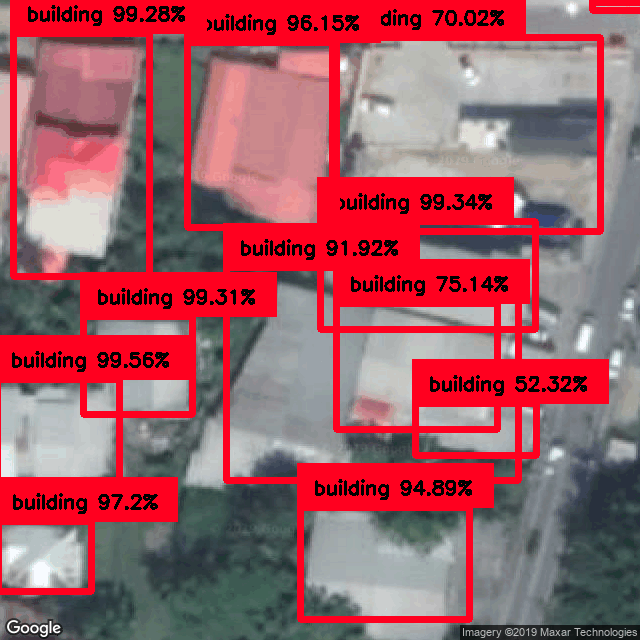 building 99.28%
building 96.15%
ding 70.02%
building 99.34%
building 91.92%
building 75.14%
building 99.31%
building 99.56%
building 52.32%
building 94.89%
building 97.2%
Google
Imagery ©2019 Maxar Technologies